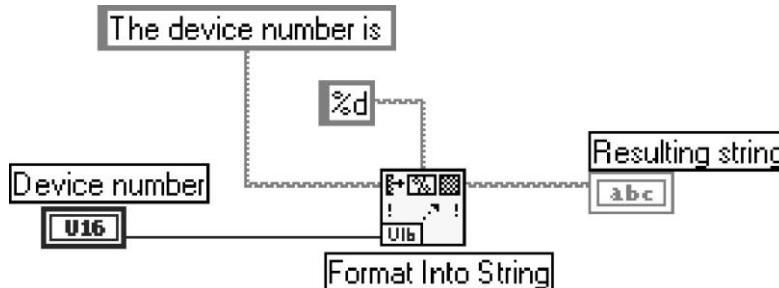 The device number is
%d
Resulting string
Device number
abc
U16
U16
Format Into String